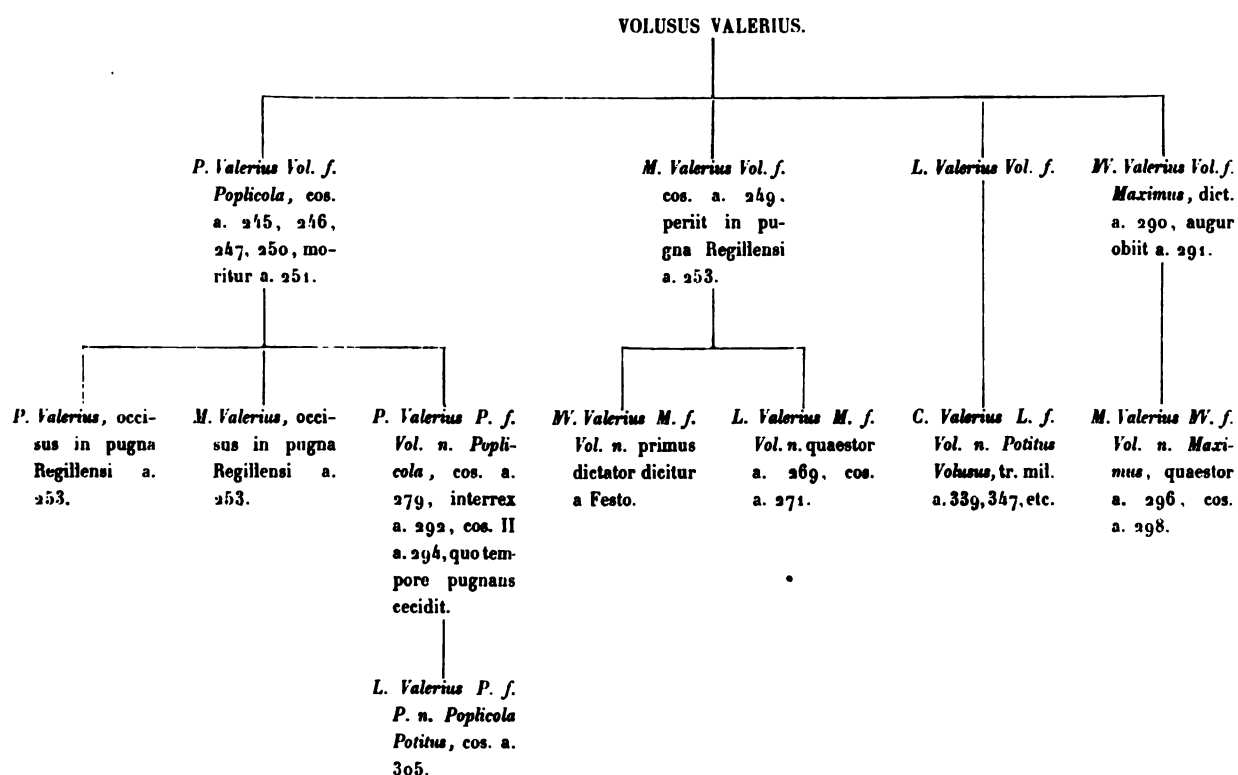 VOLUSUS VALERIUS.
P. Valerius Vol. f.
Poplicola, cos.
a. 245, 246,
247, 250, mo-
ritur a. 251.
M. Valerius Vol. f.
cos. a. 249.
periit in pu-
gna Regillensi
a. 253.
L. Valerius Vol. f.
M'. Valerius Vol. f.
Maximus, dict.
a. 290, augur
obiit a. 291.
P. Valerius, occi-
sus in pugna
Regillensi a.
253.
M. Valerius, occi-
sus in pugna
Regillensi a.
253.
P. Valerius P. f.
Vol. n. Popli-
cola, cos. a.
279, interrex
a. 292, cos. II
a. 294, quo tem-
pore pugnans
cecidit.
M'. Valerius M. f.
Vol. n. primus
dictator dicitur
a Festo.
L. Valerius M. f.
Vol. n. quaestor
a. 269, cos.
a. 271.
C. Valerius L. f.
Vol. n. Potitus
Volusus, tr. mil.
a. 339, 347, etc.
M. Valerius M'. f.
Vol. n. Maxi-
mus, quaestor
a. 296, cos.
a. 298.
L. Valerius P. f.
P. n. Poplicola
Potitus, cos. a.
305.